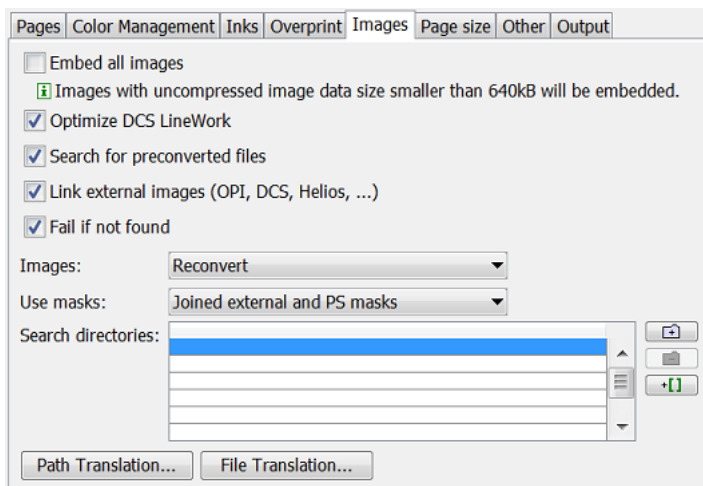 Pages Color Management Inks Overprint Images Page size Other Output
Embed all images
Images with uncompressed image data size smaller than 640kB will be embedded.
Optimize DCS LineWork
Search for preconverted files
Link external images (OPI, DCS, Helios, ...)
Fail if not found
Images: Reconvert
Use masks: Joined external and PS masks
Search directories:
+[]
Path Translation... File Translation...